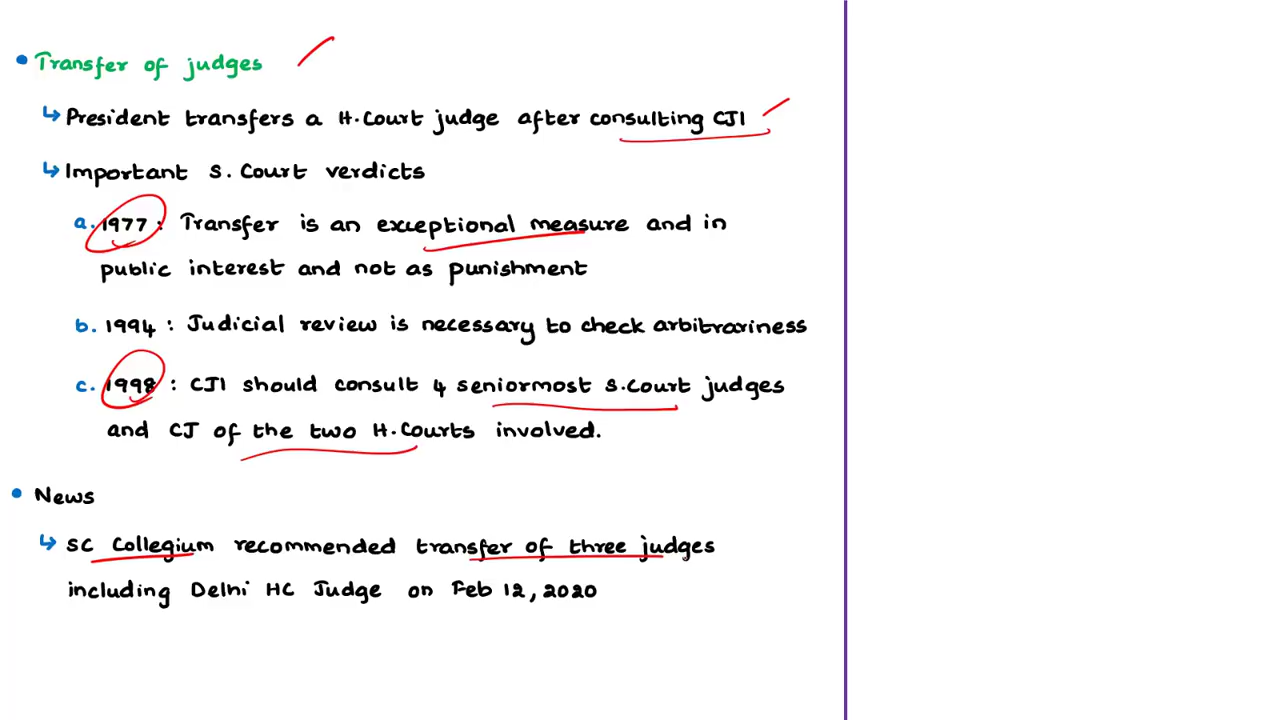 • Transfer of judges
↳ President transfers a H.Court judge after consulting CJI
↳ Important S. Court verdicts
a. 1977 : Transfer is an exceptional measure and in
public interest and not as punishment
b. 1994 : Judicial review is necessary to check arbitrariness
c. 1998 : CJI should consult 4 seniormost S.Court judges
and CJ of the two H.Courts involved.
• News
↳ SC Collegium recommended transfer of three judges
including Delhi HC Judge on Feb 12, 2020